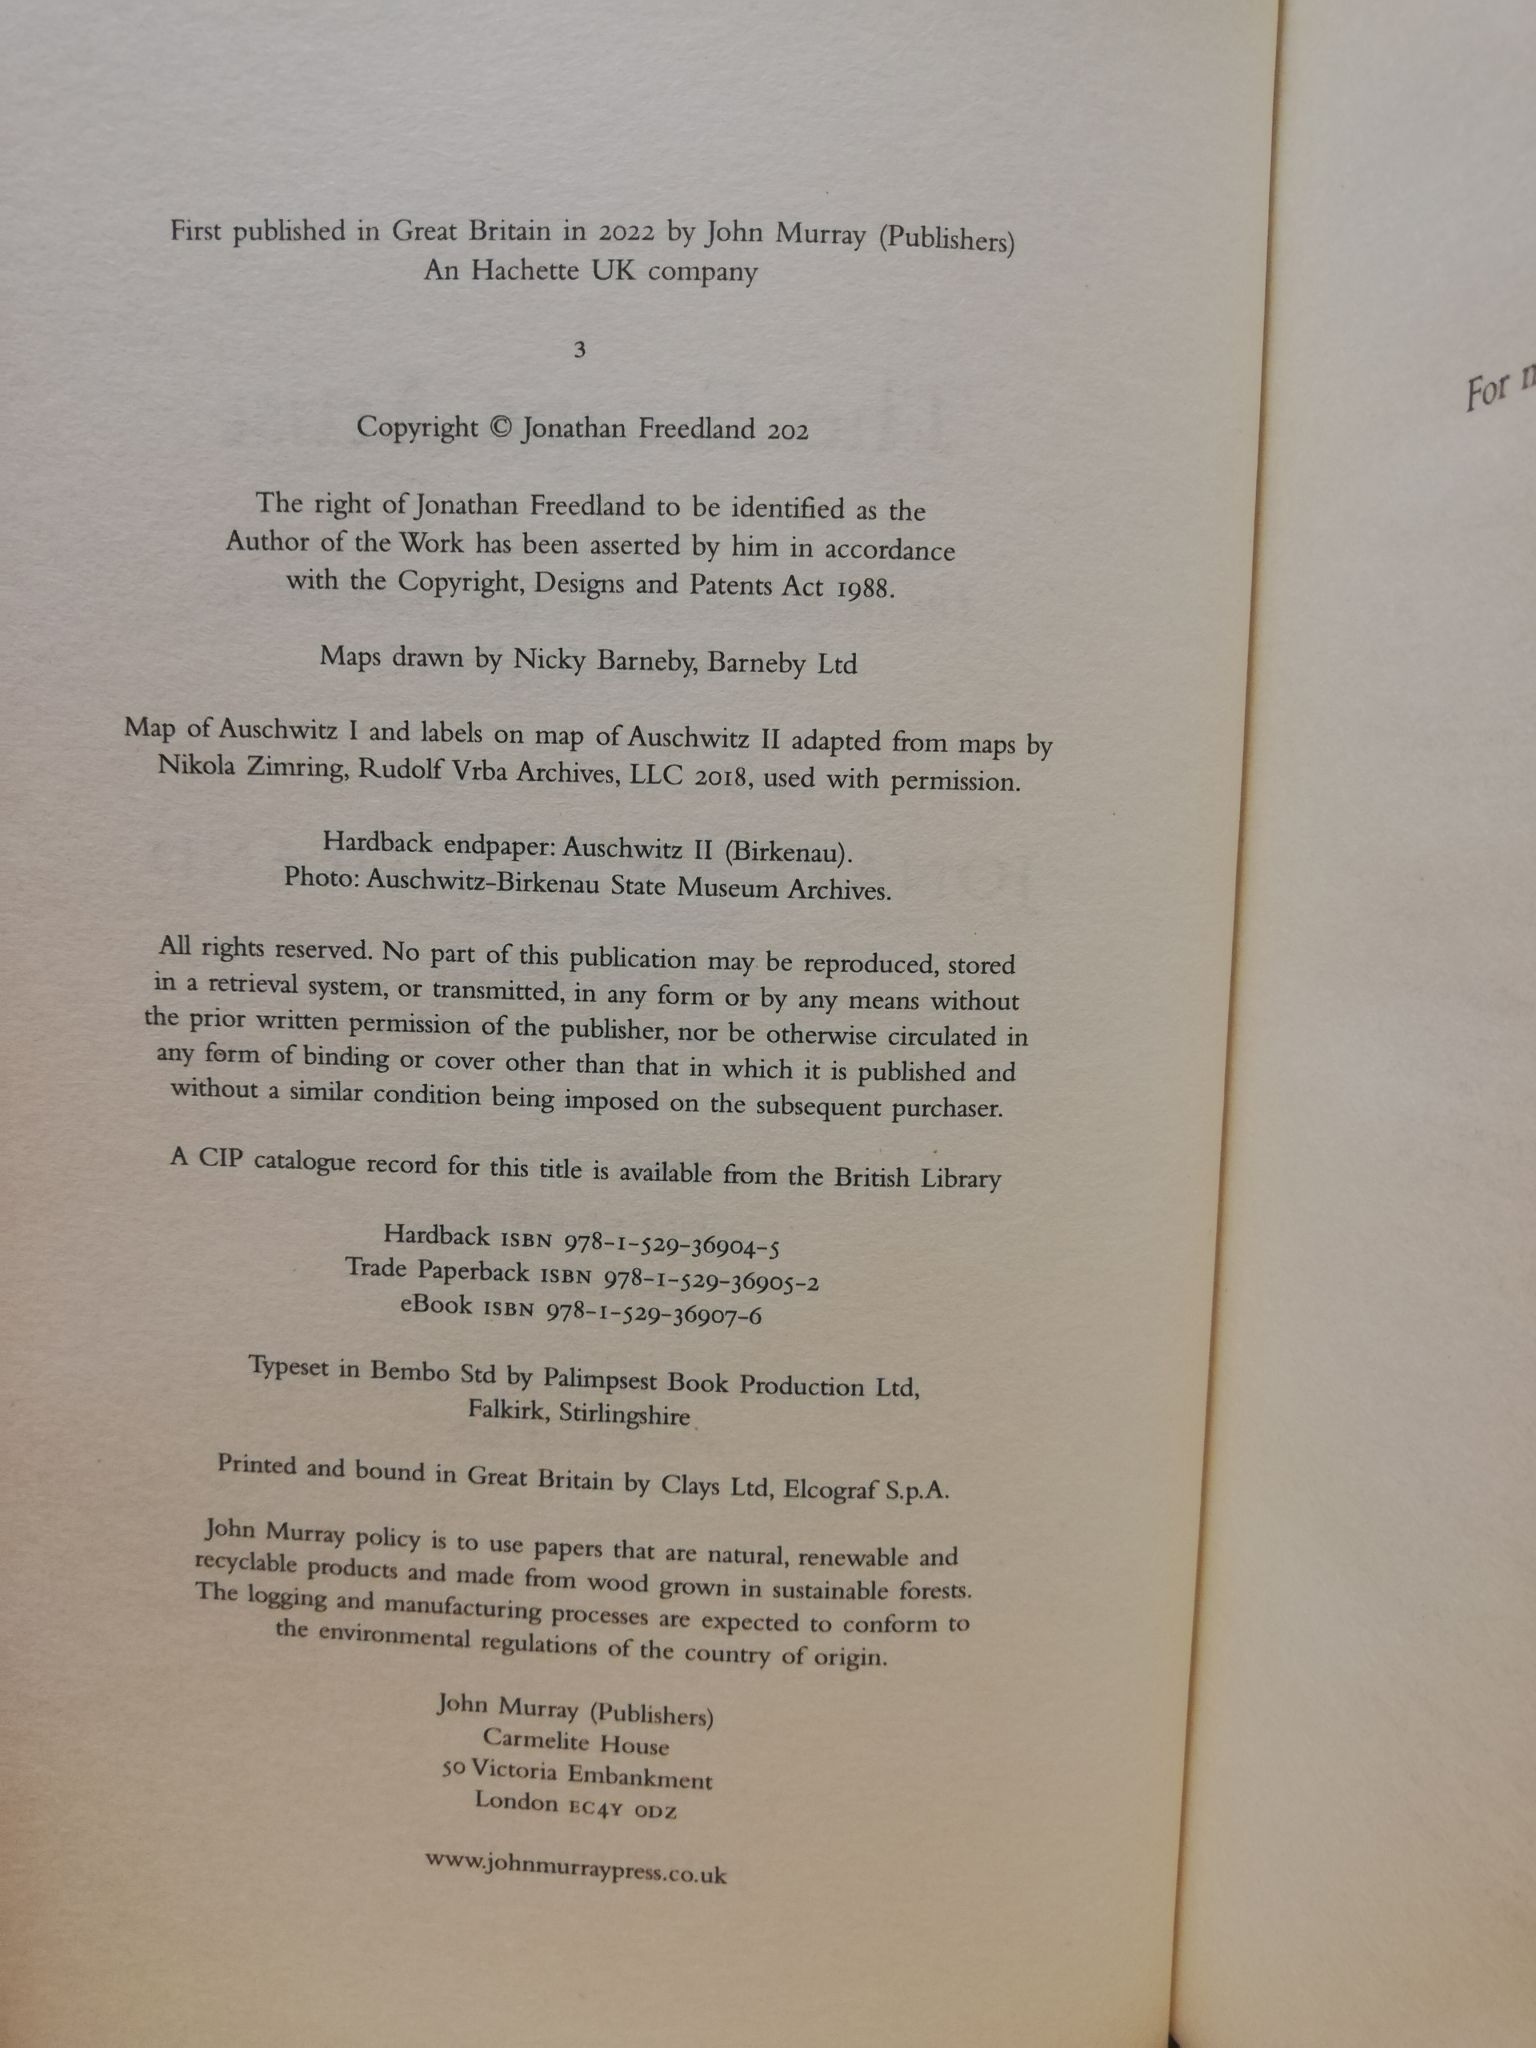 First published in Great Britain in 2022 by John Murray (Publishers)
An Hachette UK company
3
Copyright © Jonathan Freedland 202
The right of Jonathan Freedland to be identified as the
Author of the Work has been asserted by him in accordance
with the Copyright, Designs and Patents Act 1988.
Maps drawn by Nicky Barneby, Barneby Ltd
Map of Auschwitz I and labels on map of Auschwitz II adapted from maps by
Nikola Zimring, Rudolf Vrba Archives, LLC 2018, used with permission.
Hardback endpaper: Auschwitz II (Birkenau).
Photo: Auschwitz-Birkenau State Museum Archives.
All rights reserved. No part of this publication may be reproduced, stored
in a retrieval system, or transmitted, in any form or by any means without
the prior written permission of the publisher, nor be otherwise circulated in
any form of binding or cover other than that in which it is published and
without a similar condition being imposed on the subsequent purchaser.
A CIP catalogue record for this title is available from the British Library
Hardback ISBN 978-1-529-36904-5
Trade Paperback ISBN 978-1-529-36905-2
eBook ISBN 978-1-529-36907-6
Typeset in Bembo Std by Palimpsest Book Production Ltd,
Falkirk, Stirlingshire
Printed and bound in Great Britain by Clays Ltd, Elcograf S.p.A.
John Murray policy is to use papers that are natural, renewable and
recyclable products and made from wood grown in sustainable forests.
The logging and manufacturing processes are expected to conform to
the environmental regulations of the country of origin.
John Murray (Publishers)
Carmelite House
50 Victoria Embankment
London EC4Y 0DZ
www.johnmurraypress.co.uk
For